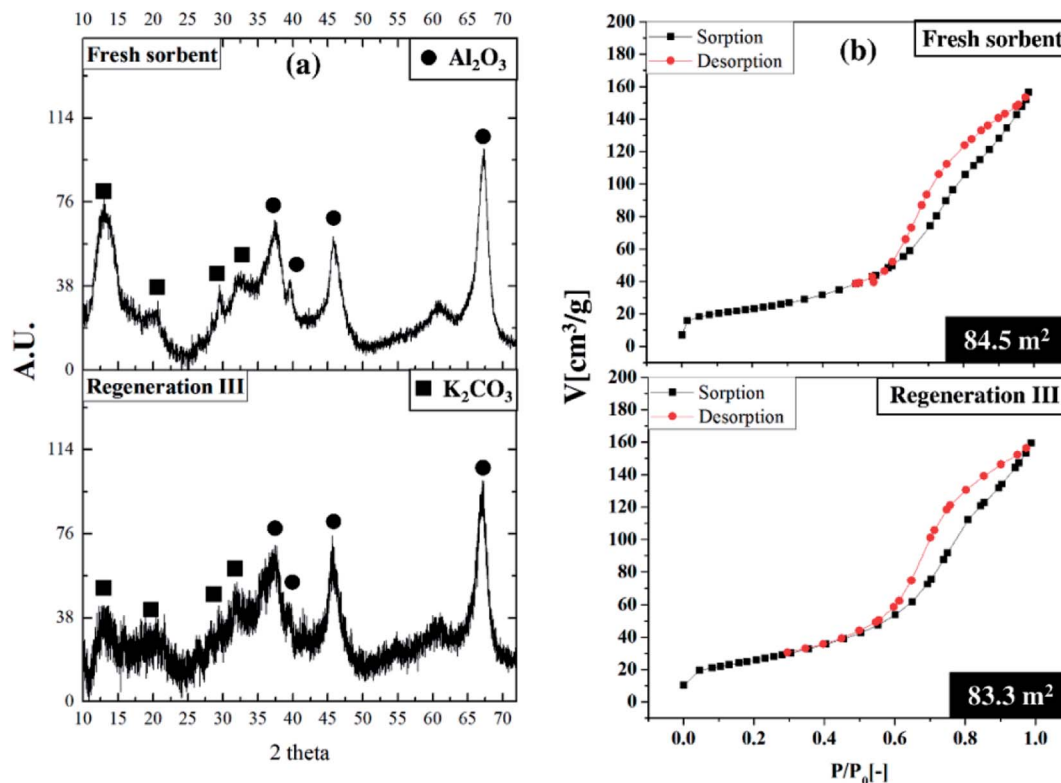 10 15 20 25 30 35 40 45 50 55 60 65 70
Fresh sorbent
(a)
● Al₂O₃
114
76
38
0
Regeneration III
■ K₂CO₃
114
76
38
0
10 15 20 25 30 35 40 45 50 55 60 65 70
2 theta
A.U.
200
180
160
140
120
100
80
60
40
20
0
Sorption
Desorption
(b)
Fresh sorbent
84.5 m²
200
180
160
140
120
100
80
60
40
20
0
Sorption
Desorption
Regeneration III
83.3 m²
0.0 0.2 0.4 0.6 0.8 1.0
P/P₀[-]
V[cm³/g]